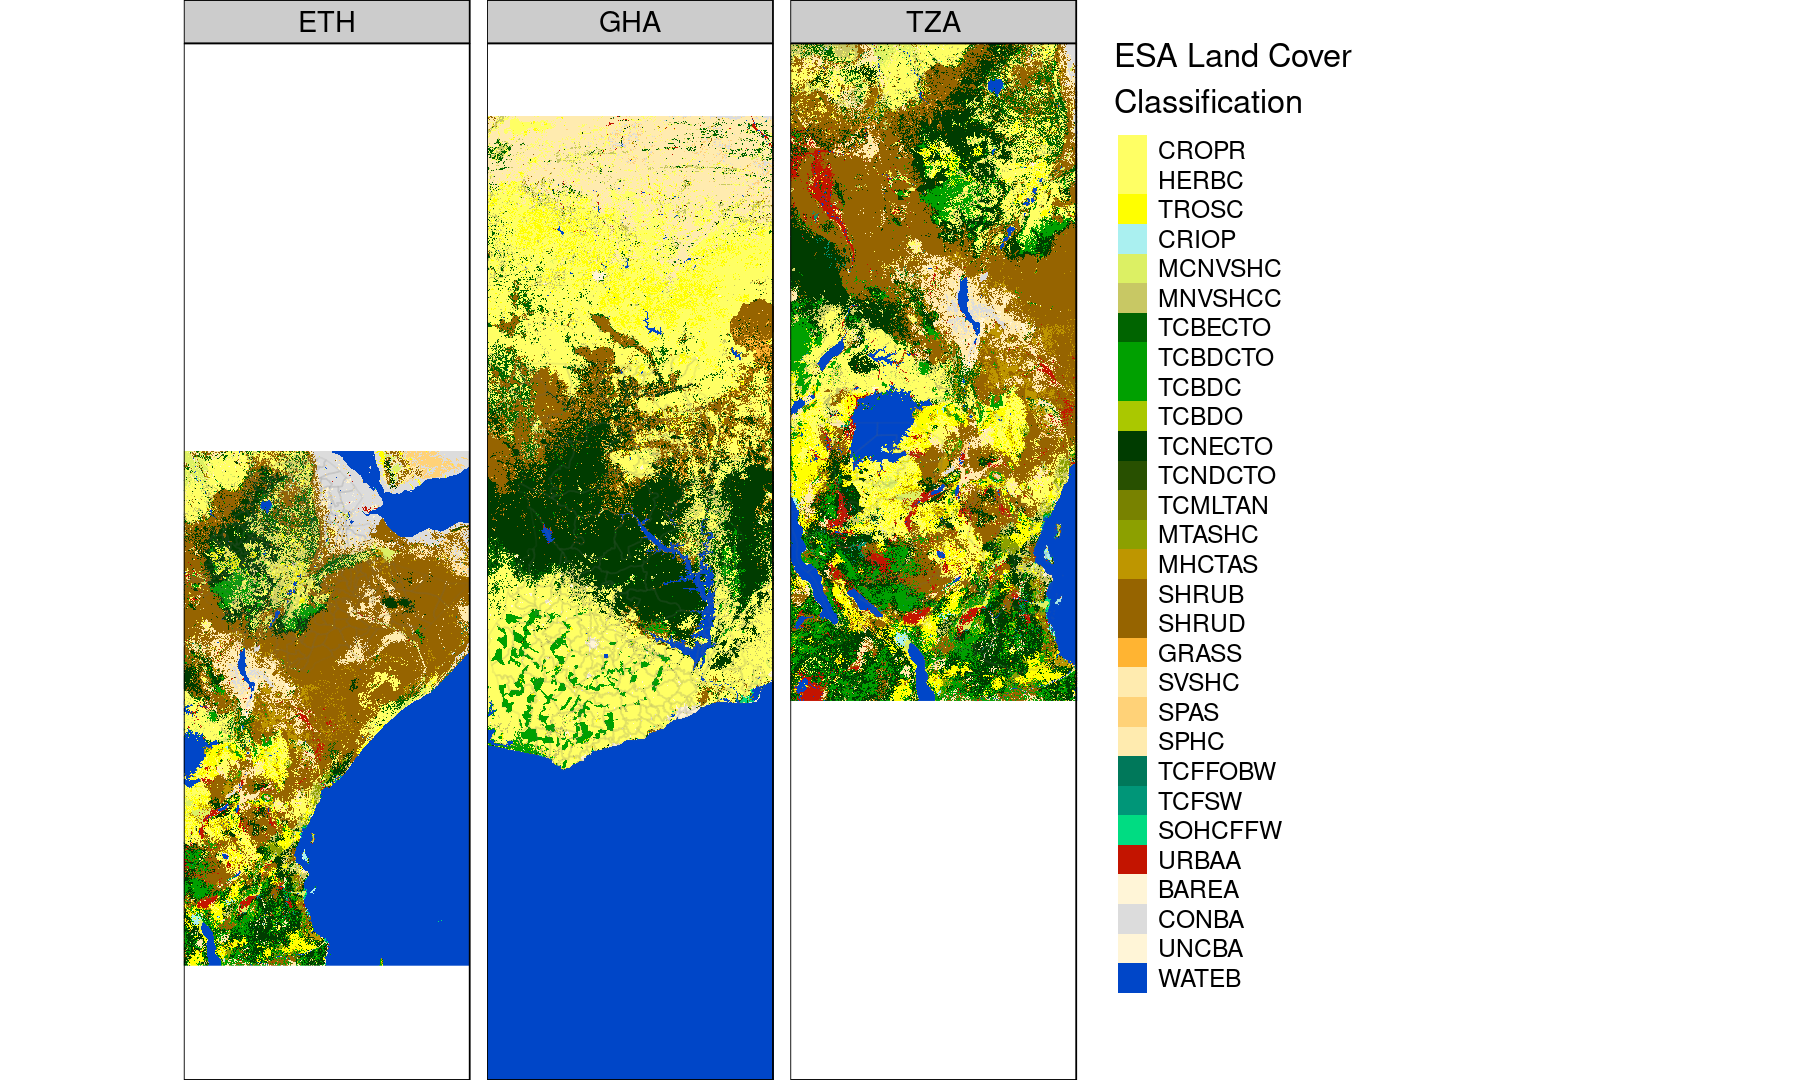 ETH
GHA
TZA
ESA Land Cover
Classification
CROPR
HERBC
TROSC
CRIOP
MCNVSHC
MNVSHCC
TCBECTO
TCBDCTO
TCBDC
TCBDO
TCNECTO
TCNDCTO
TCMLTAN
MTASHC
MHCTAS
SHRUB
SHRUD
GRASS
SVSHC
SPAS
SPHC
TCFFOBW
TCFSW
SOHCFFW
URBAA
BAREA
CONBA
UNCBA
WATEB